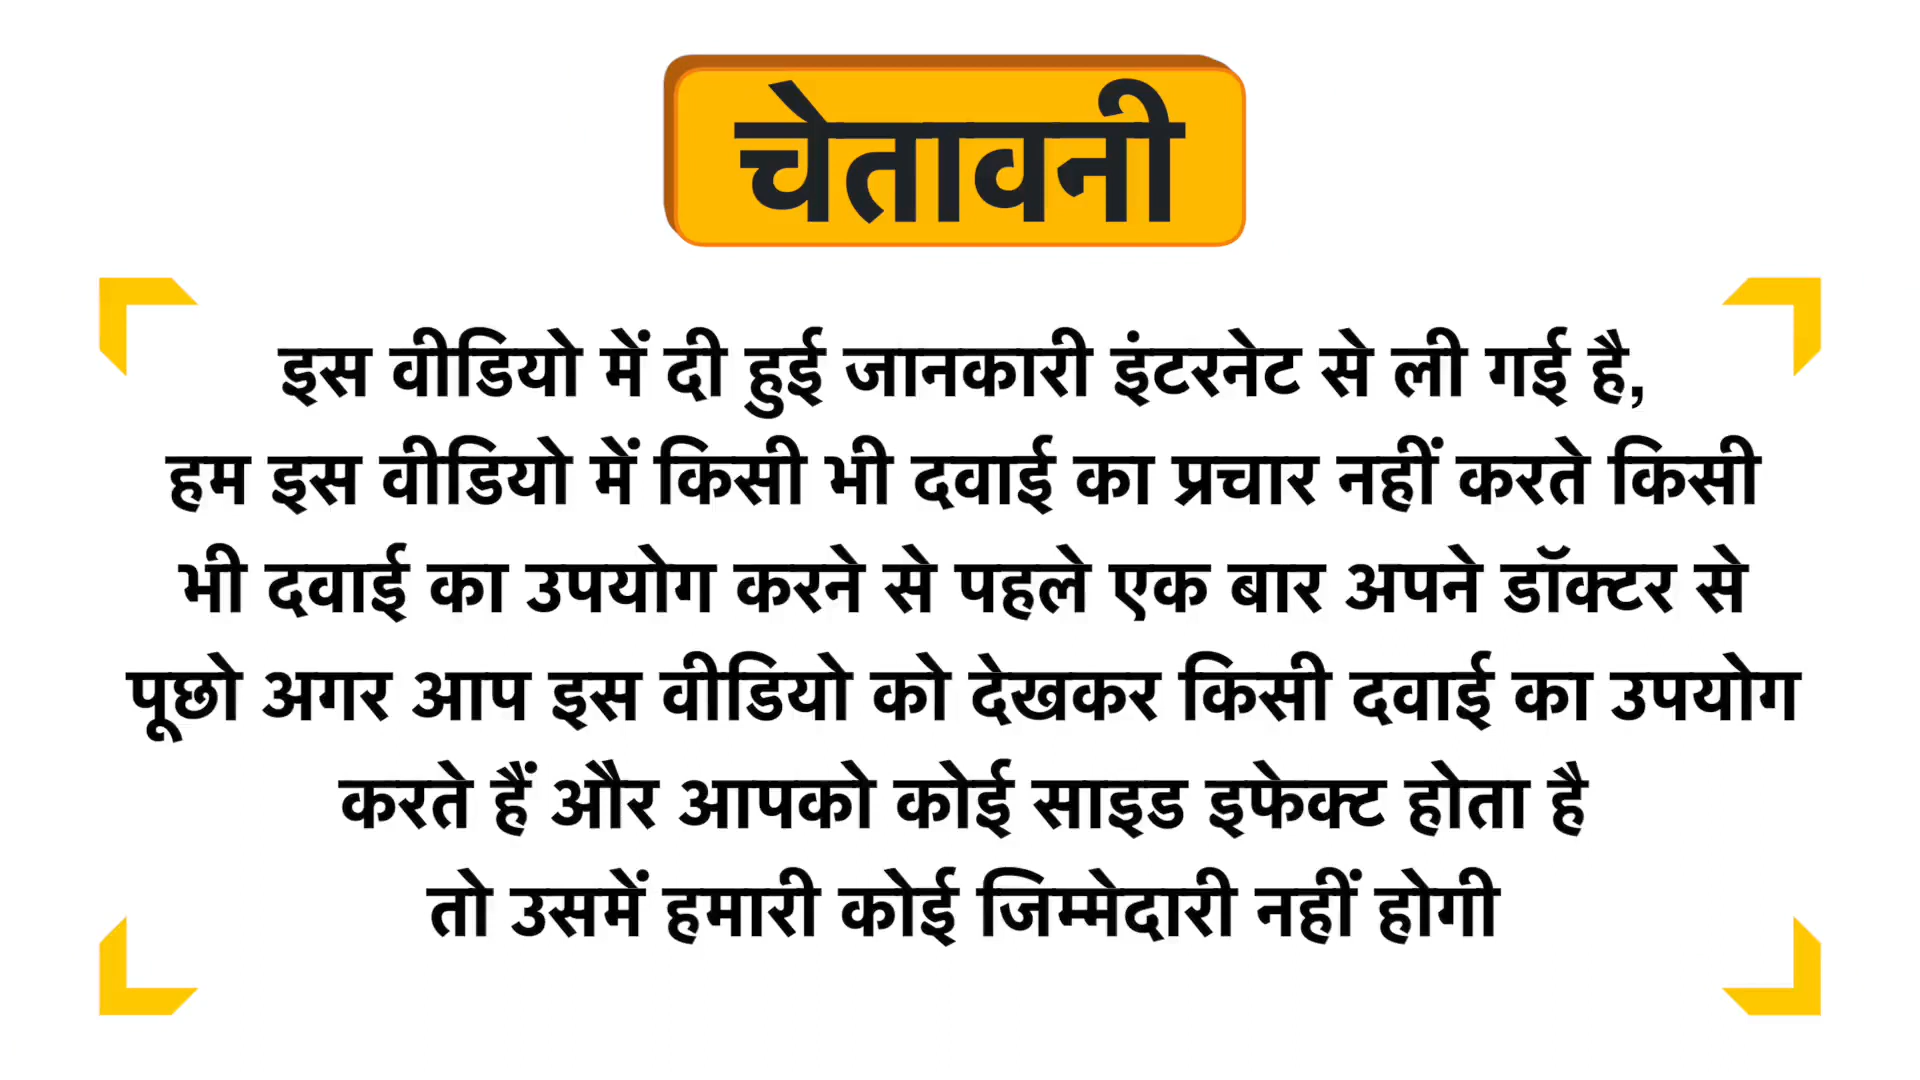 चेतावनी
इस वीडियो में दी हुई जानकारी इंटरनेट से ली गई है,
हम इस वीडियो में किसी भी दवाई का प्रचार नहीं करते किसी
भी दवाई का उपयोग करने से पहले एक बार अपने डॉक्टर से
पूछो अगर आप इस वीडियो को देखकर किसी दवाई का उपयोग
करते हैं और आपको कोई साइड इफेक्ट होता है
तो उसमें हमारी कोई जिम्मेदारी नहीं होगी